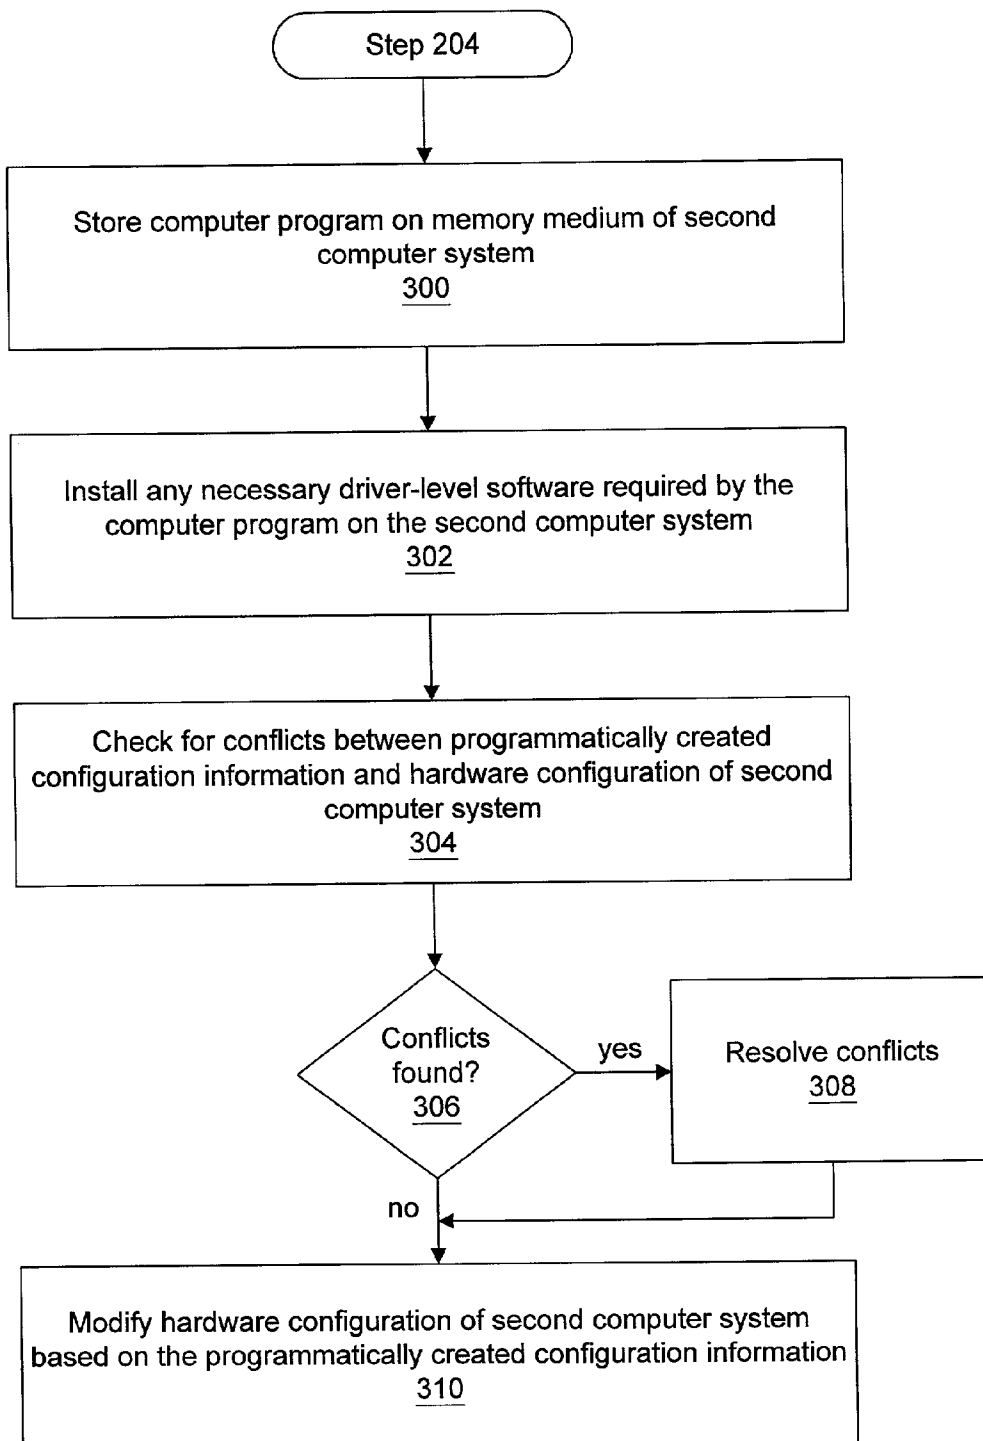 Step 204
Store computer program on memory medium of second
computer system
300
Install any necessary driver-level software required by the
computer program on the second computer system
302
Check for conflicts between programmatically created
configuration information and hardware configuration of second
computer system
304
Conflicts
found?
306
yes
Resolve conflicts
308
no
Modify hardware configuration of second computer system
based on the programmatically created configuration information
310